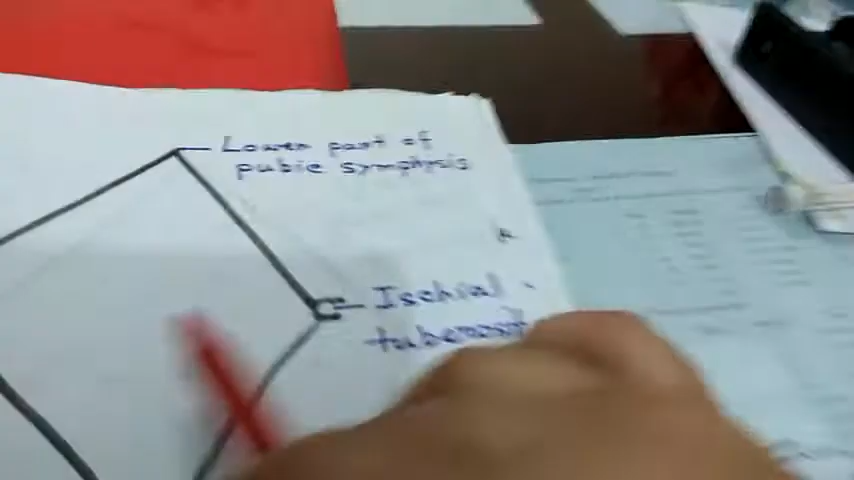 Lower part of
pubic symphysis
Ischial
tuberosity